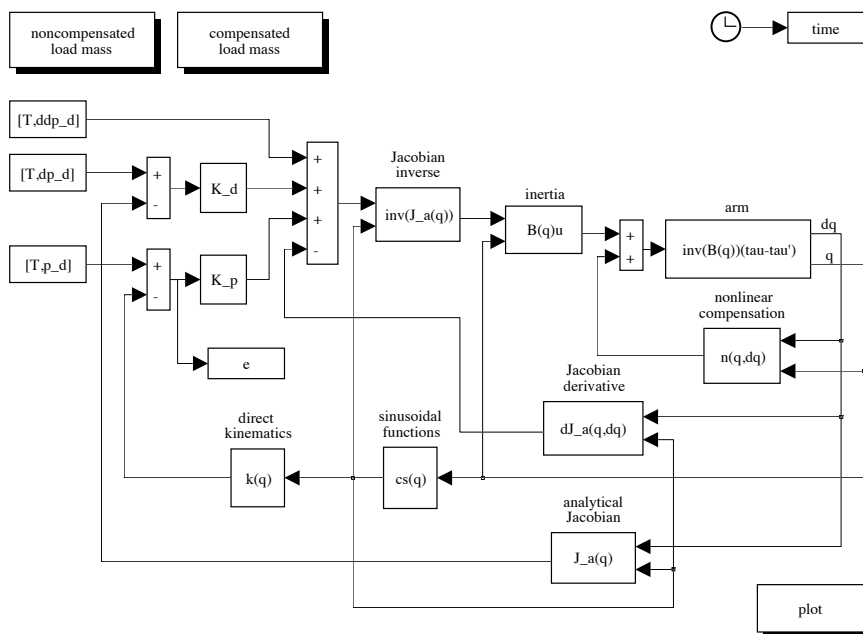 noncompensated
load mass
compensated
load mass
time
[T,ddp_d]
[T,dp_d]
[T,p_d]
+
-
K_d
+
-
K_p
e
+
+
+
-
Jacobian
inverse
inv(J_a(q))
inertia
B(q)u
+
+
arm
inv(B(q))(tau-tau')
dq
q
nonlinear
compensation
n(q,dq)
Jacobian
derivative
dJ_a(q,dq)
direct
kinematics
k(q)
sinusoidal
functions
cs(q)
analytical
Jacobian
J_a(q)
plot